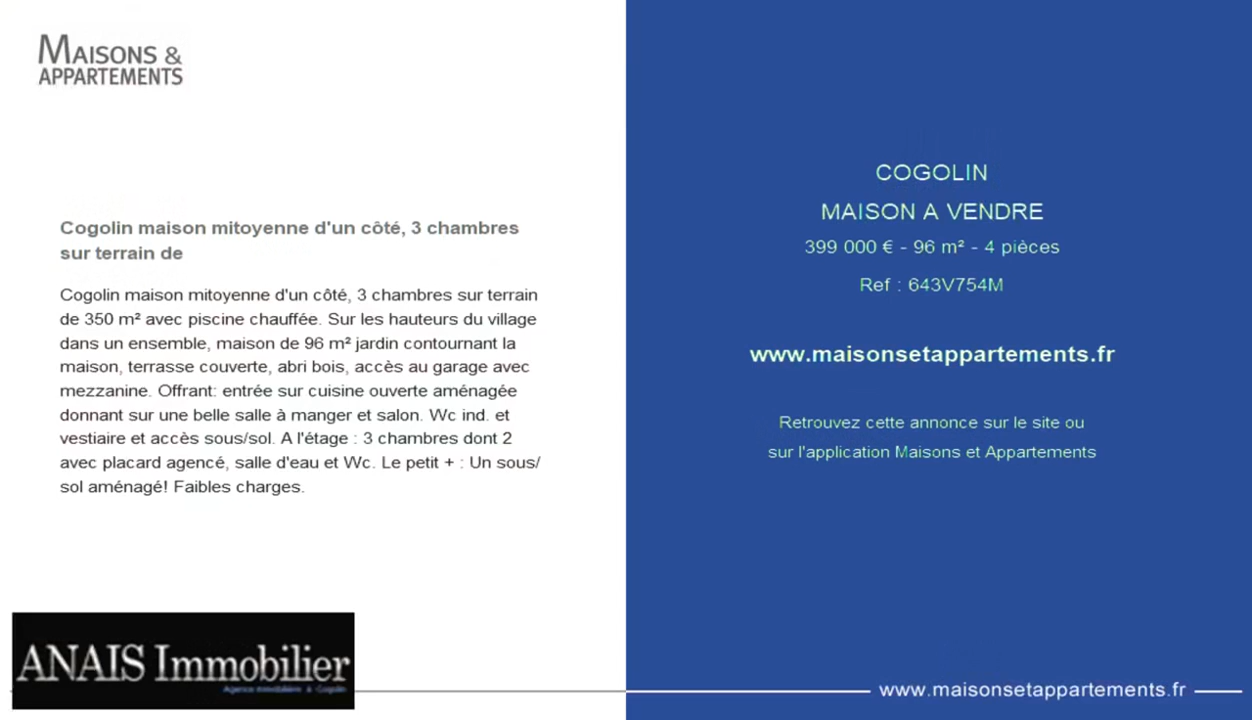 MAISONS &
APPARTEMENTS
Cogolin maison mitoyenne d'un côté, 3 chambres
sur terrain de
Cogolin maison mitoyenne d'un côté, 3 chambres sur terrain
de 350 m² avec piscine chauffée. Sur les hauteurs du village
dans un ensemble, maison de 96 m² jardin contournant la
maison, terrasse couverte, abri bois, accès au garage avec
mezzanine. Offrant: entrée sur cuisine ouverte aménagée
donnant sur une belle salle à manger et salon. Wc ind. et
vestiaire et accès sous/sol. A l'étage : 3 chambres dont 2
avec placard agencé, salle d'eau et Wc. Le petit + : Un sous/
sol aménagé! Faibles charges.
ANAIS Immobilier
Agence Immobilière à Cogolin
COGOLIN
MAISON A VENDRE
399 000 € - 96 m² - 4 pièces
Ref : 643V754M
www.maisonsetappartements.fr
Retrouvez cette annonce sur le site ou
sur l'application Maisons et Appartements
www.maisonsetappartements.fr